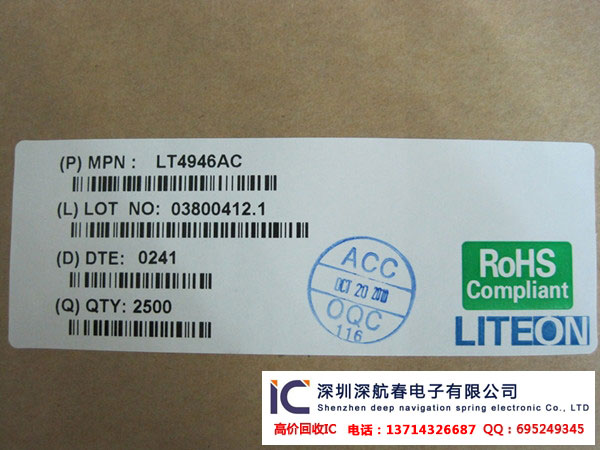 (P) MPN : LT4946AC
(L) LOT NO: 03800412.1
(D) DTE: 0241
(Q) QTY: 2500
ACC
OCT 20 2010
OQC
116
RoHS
Compliant
LITEON
IC 深圳深航春电子有限公司
Shenzhen deep navigation spring electronic Co., LTD
高价回收IC 电话：13714326687 QQ：695249345